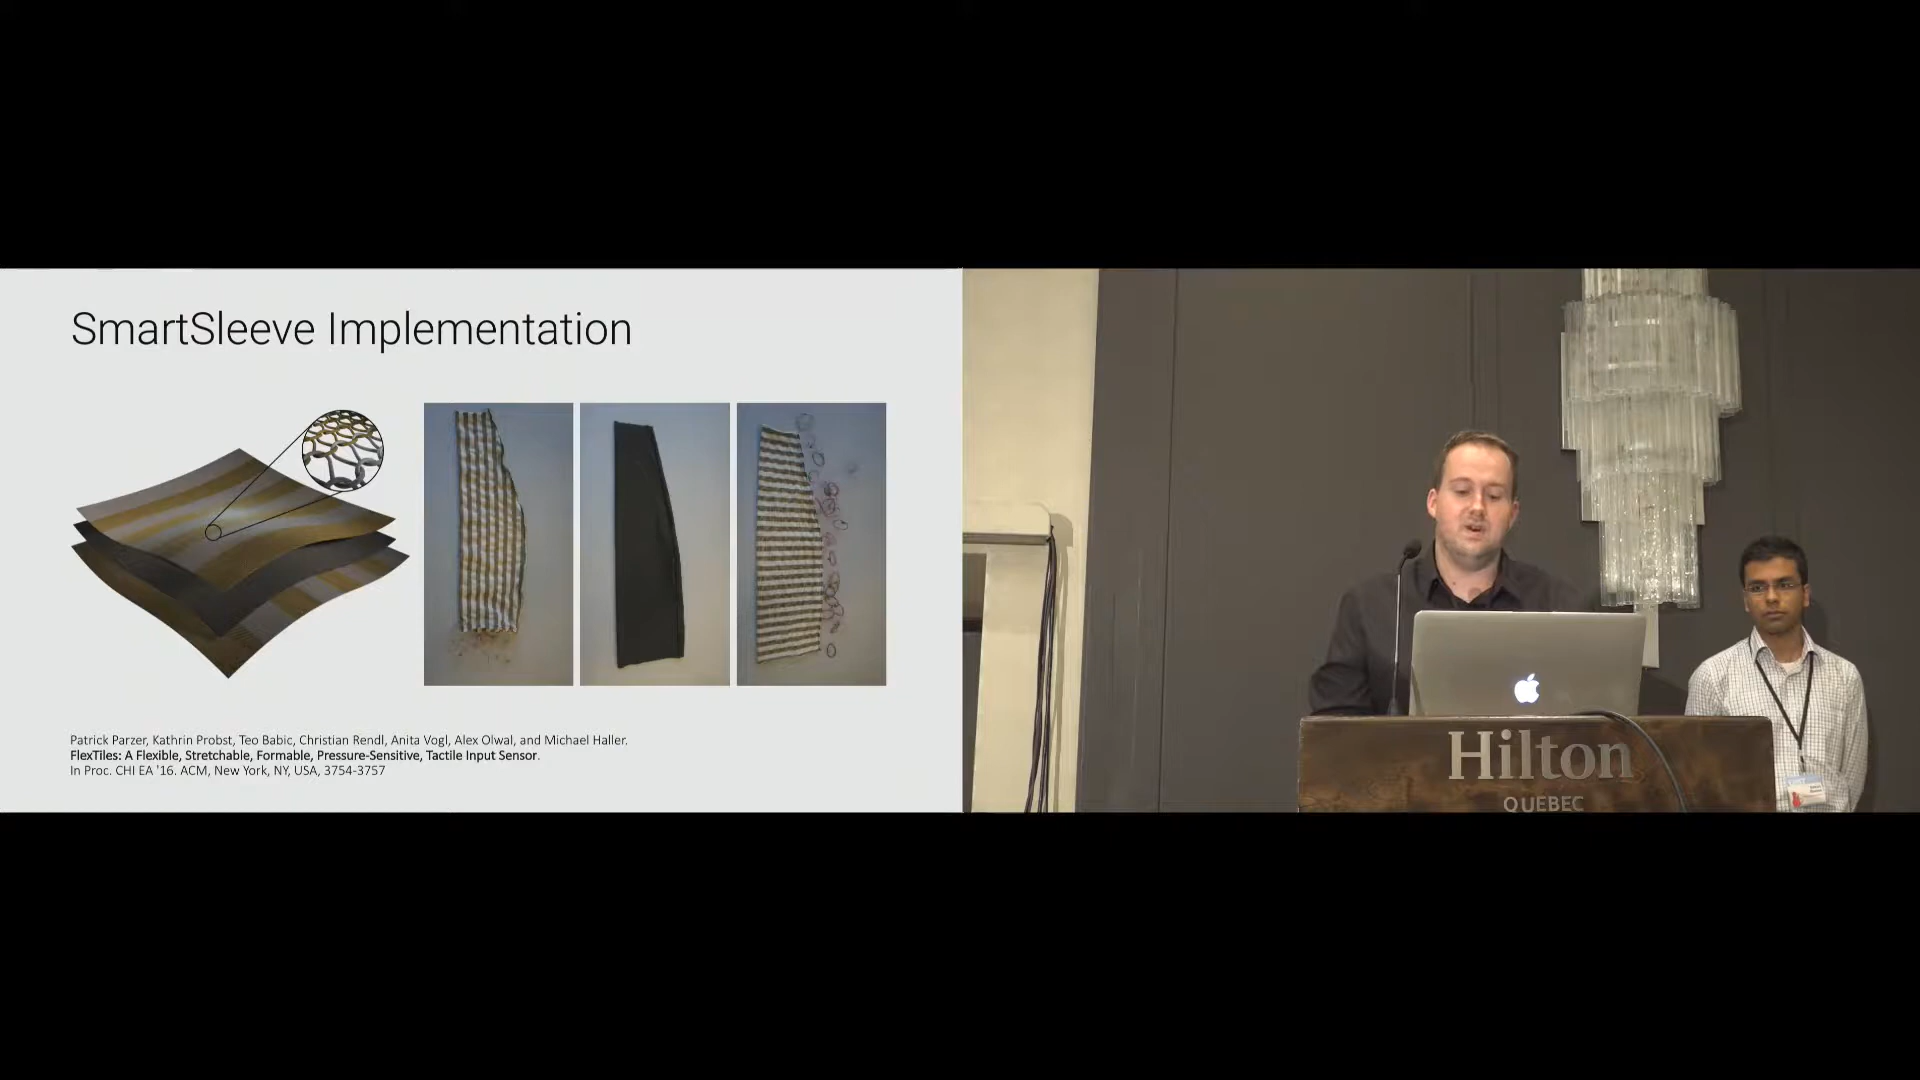 SmartSleeve Implementation
Patrick Parzer, Kathrin Probst, Teo Babic, Christian Rendl, Anita Vogl, Alex Olwal, and Michael Haller.
FlexTiles: A Flexible, Stretchable, Formable, Pressure-Sensitive, Tactile Input Sensor.
In Proc. CHI EA '16. ACM, New York, NY, USA, 3754-3757
Hilton
QUEBEC